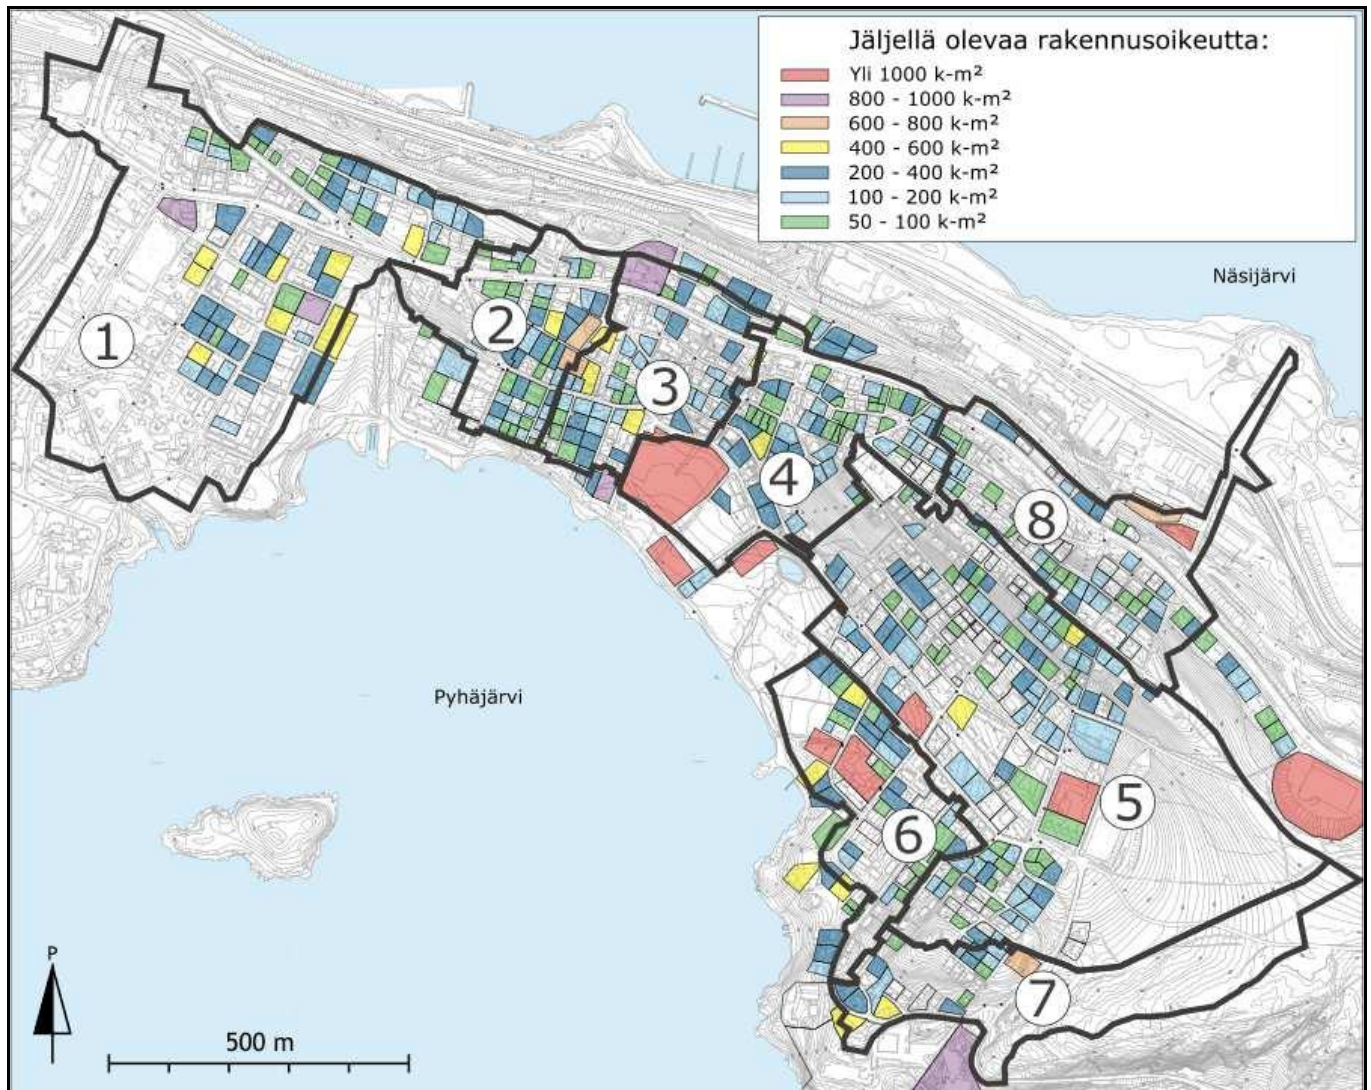 Jäljellä olevaa rakennusoikeutta:
Yli 1000 k-m²
800 - 1000 k-m²
600 - 800 k-m²
400 - 600 k-m²
200 - 400 k-m²
100 - 200 k-m²
50 - 100 k-m²
Näsijärvi
1
2
3
4
8
Pyhäjärvi
5
6
7
P
500 m